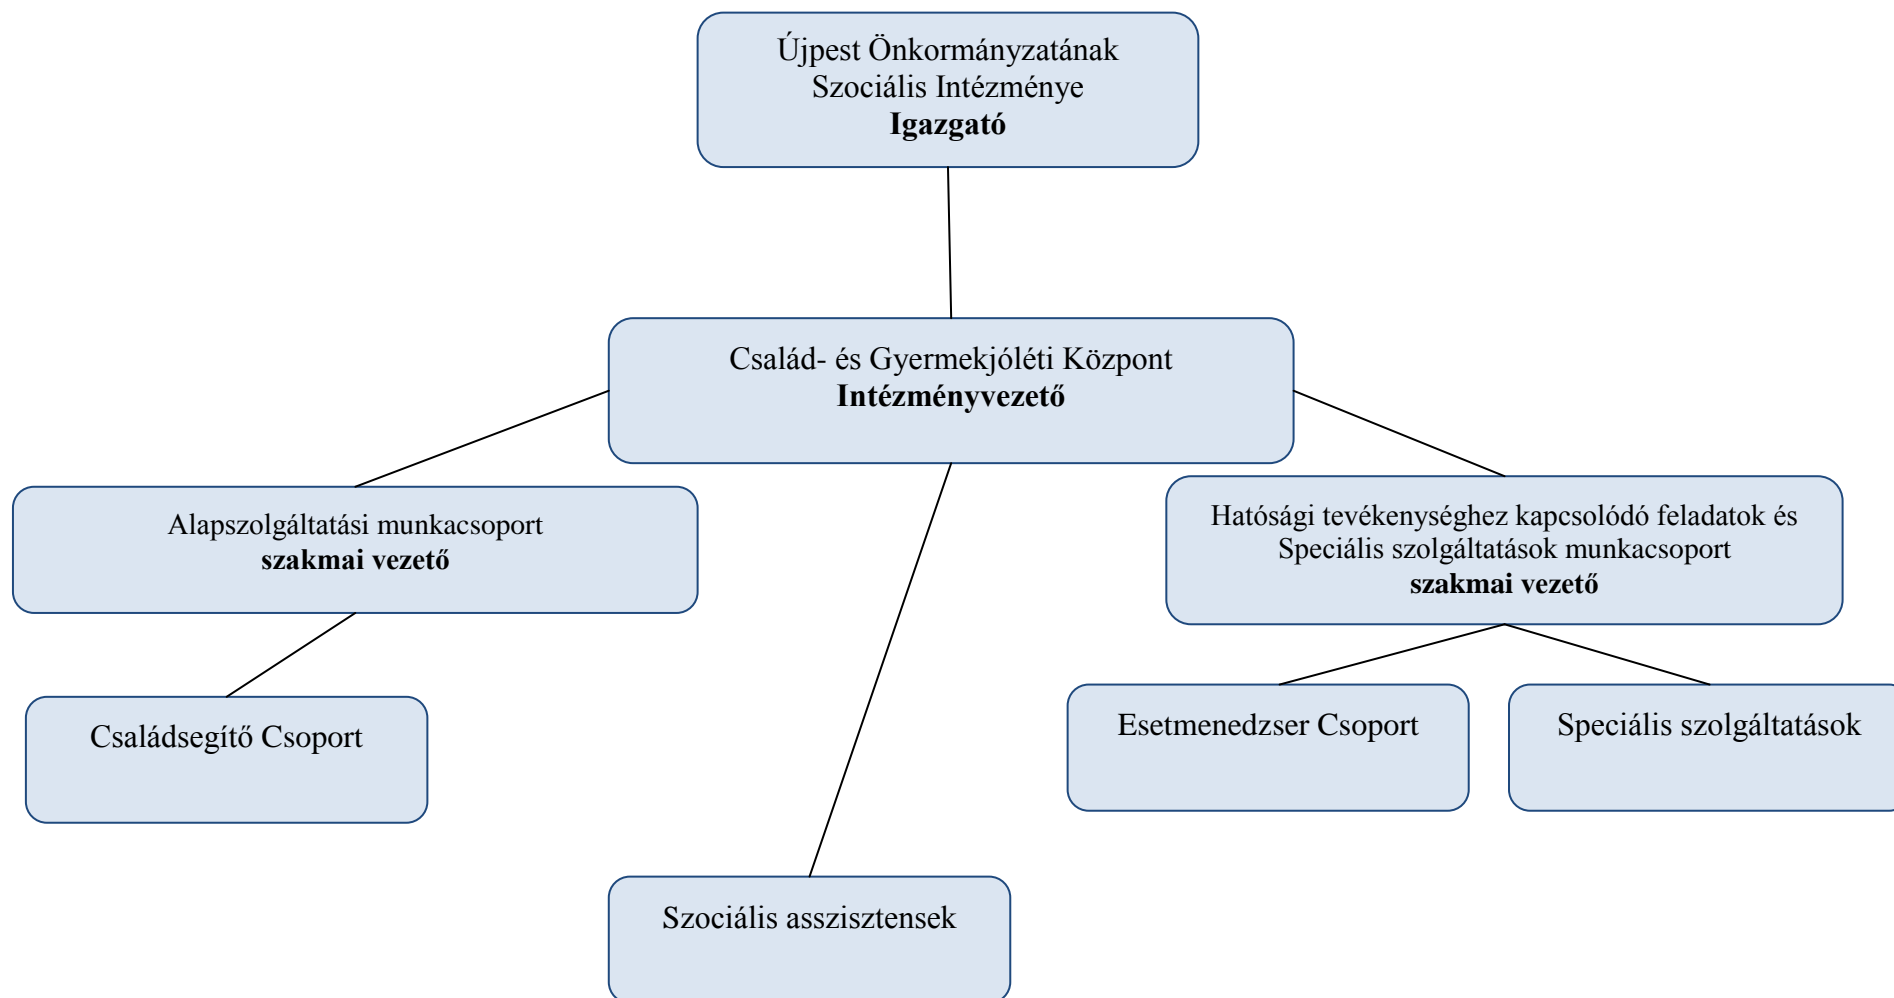 Újpest Önkormányzatának
Szociális Intézménye
Igazgató
Család- és Gyermekjóléti Központ
Intézményvezető
Alapszolgáltatási munkacsoport
szakmai vezető
Hatósági tevékenységhez kapcsolódó feladatok és
Speciális szolgáltatások munkacsoport
szakmai vezető
Családsegítő Csoport
Esetmenedzser Csoport
Speciális szolgáltatások
Szociális asszisztensek